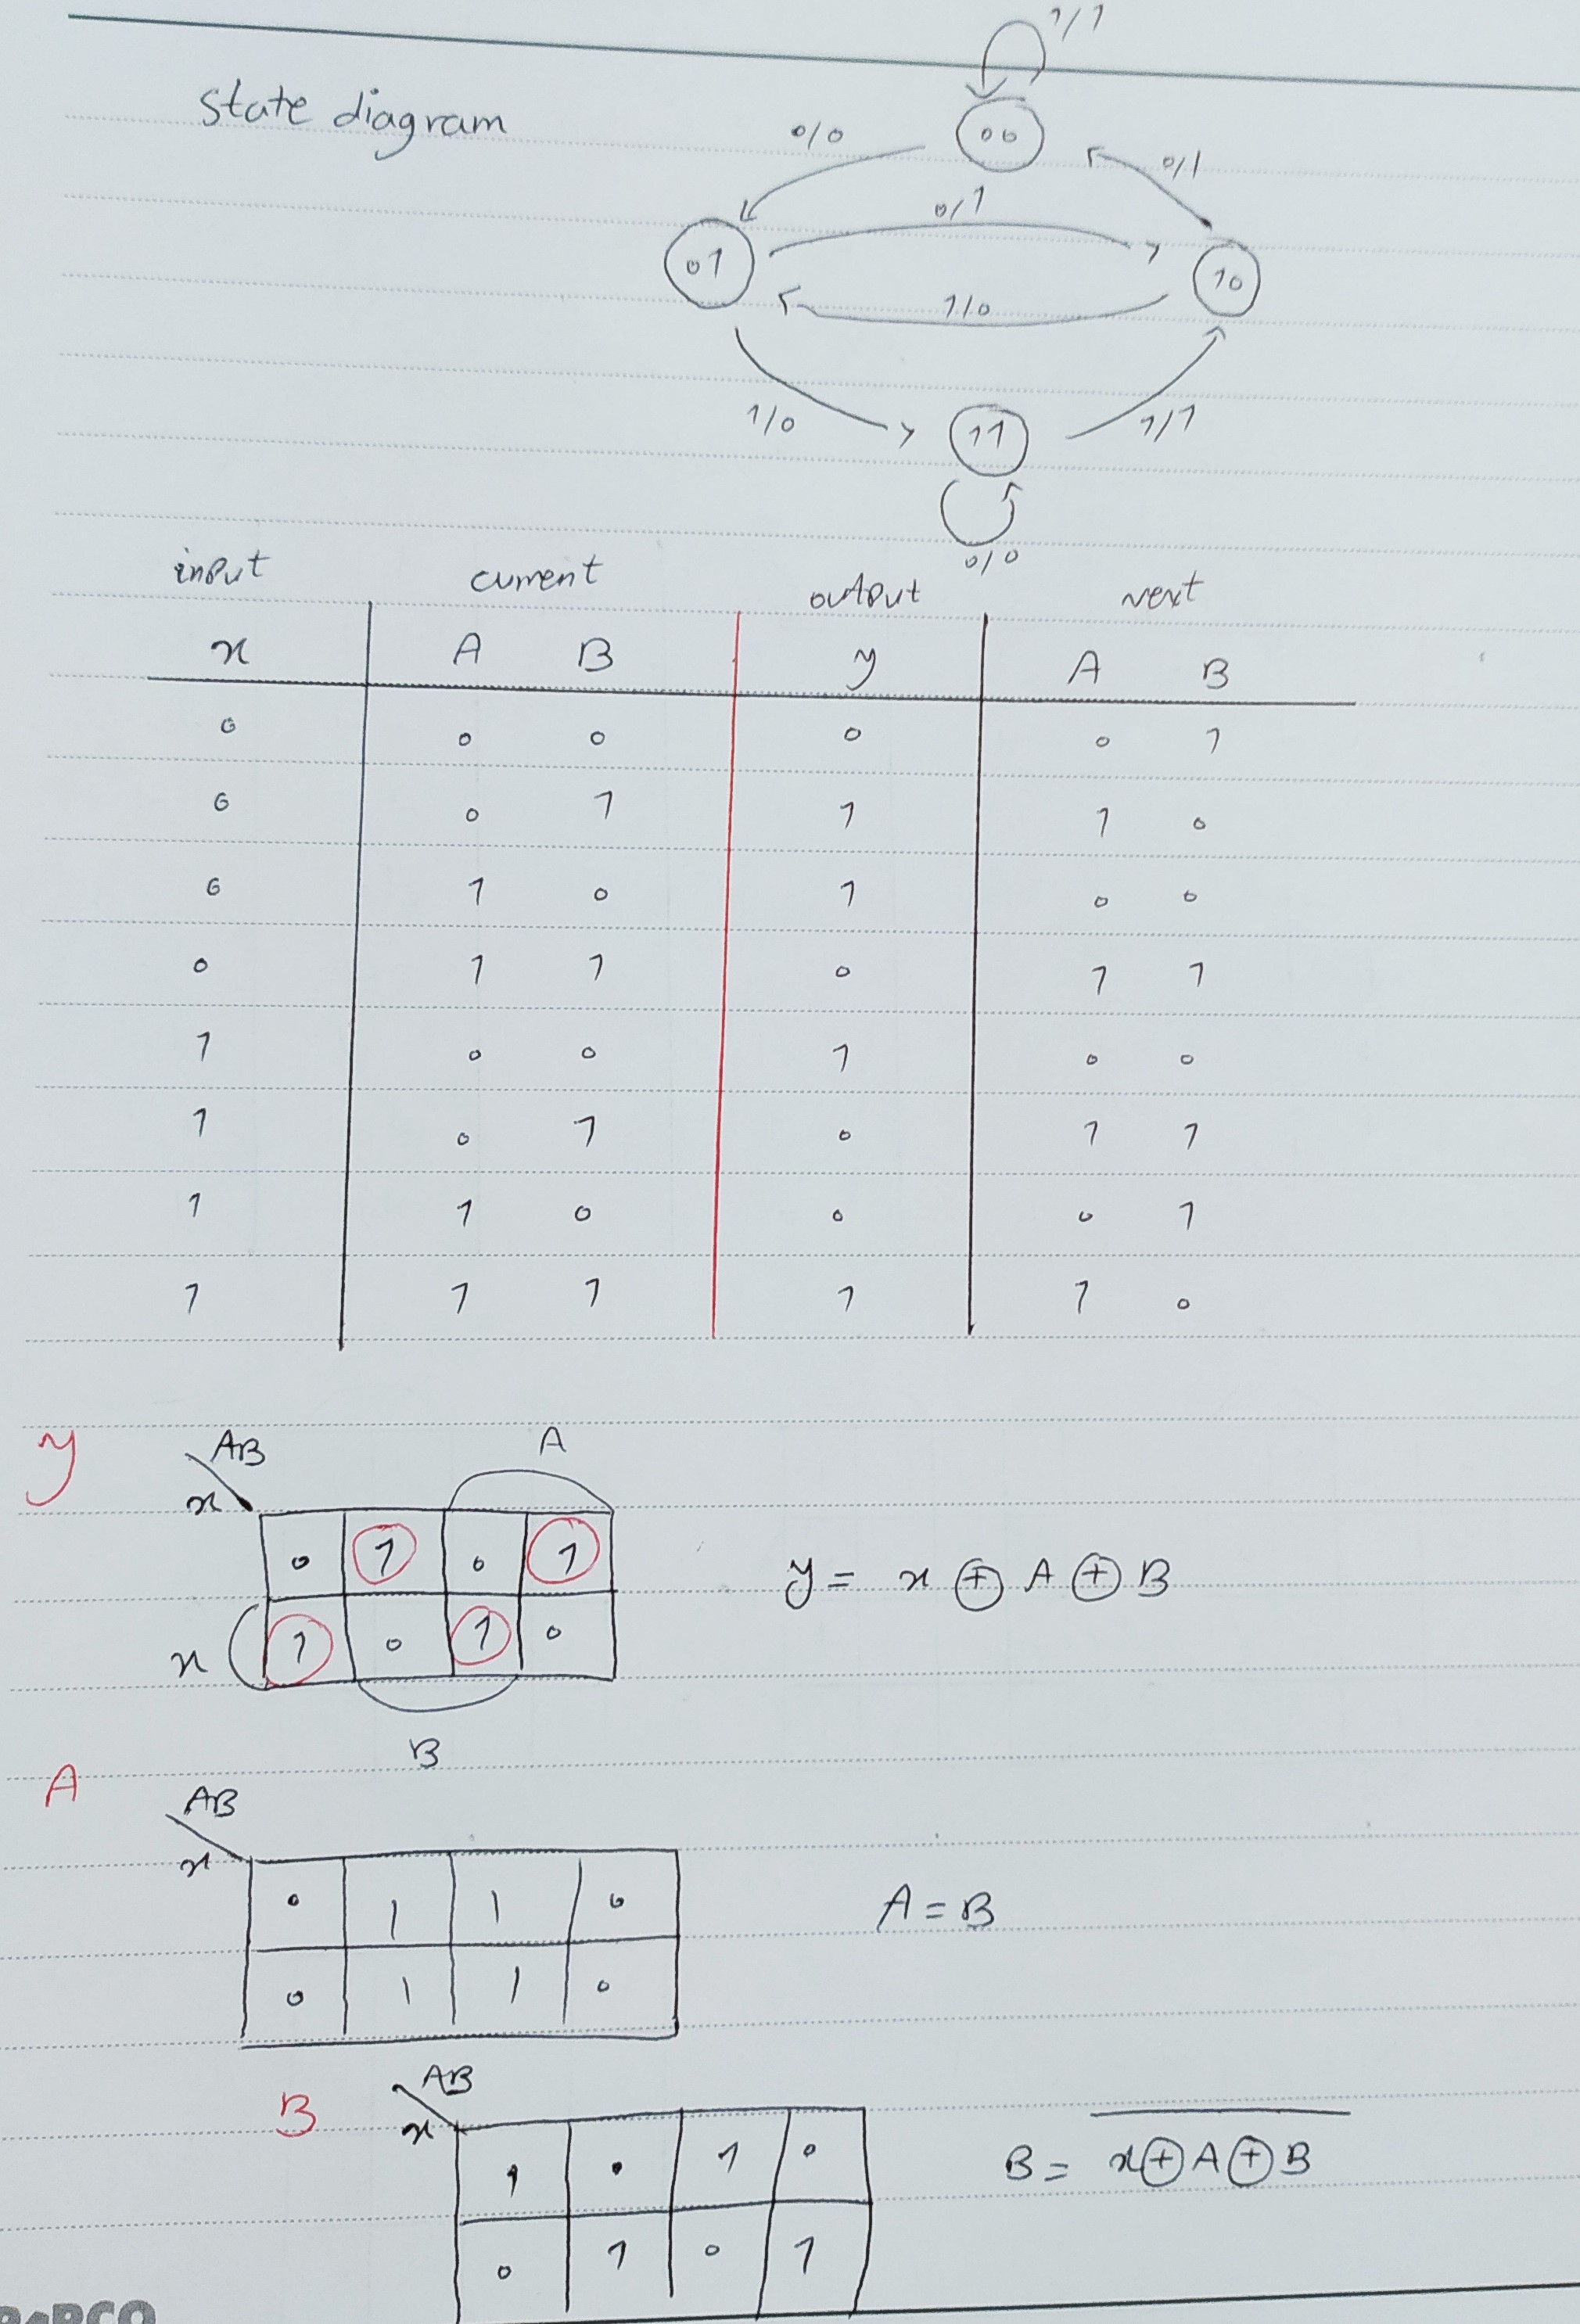 1/1
State diagram
0/0
00
0/1
0/1
01
10
1/0
1/0
11
1/1
0/0
input current output next
x A B y A B
0 0 0 0 0 1
0 0 1 1 1 0
0 1 0 1 0 0
0 1 1 0 1 1
1 0 0 1 0 0
1 0 1 0 1 1
1 1 0 0 0 1
1 1 1 1 1 0
y
AB
A
x
0 1 0 1
y = x ⊕ A ⊕ B
x
1 0 1 0
B
A
AB
x
0 1 1 0
A = B
0 1 1 0
B
AB
x
1 0 1 0
B = \overline{x ⊕ A ⊕ B}
0 1 0 1